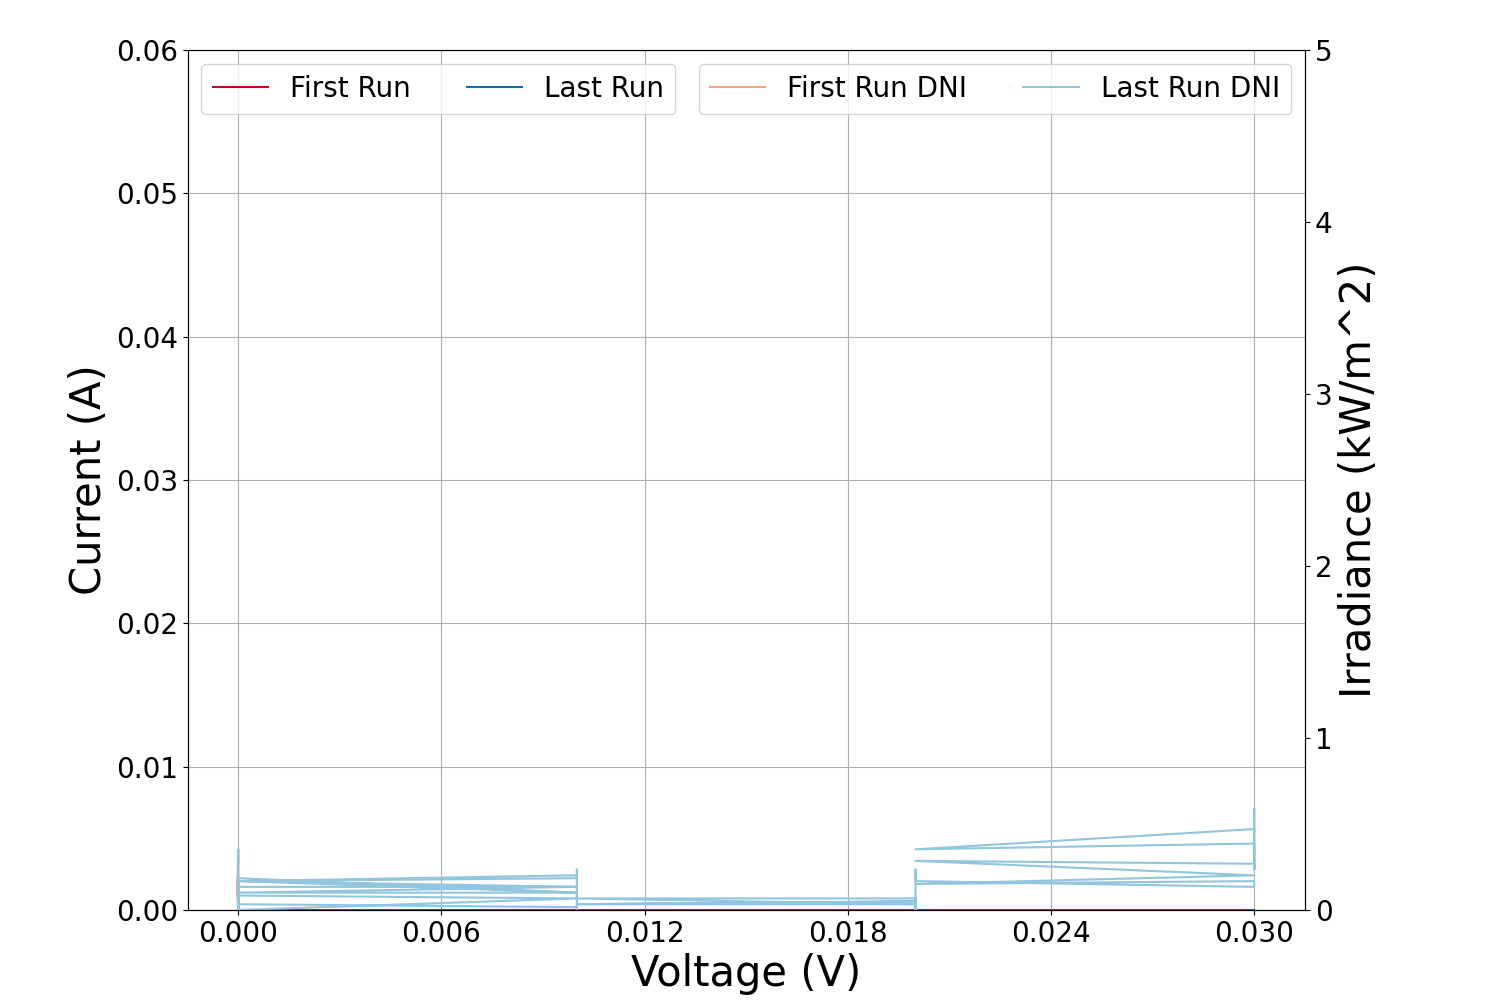 First Run
Last Run
First Run DNI
Last Run DNI
Current (A)
0.06
0.05
0.04
0.03
0.02
0.01
0.00
5
4
3
2
1
0
Irradiance (kW/m^2)
0.000 0.006 0.012 0.018 0.024 0.030
Voltage (V)